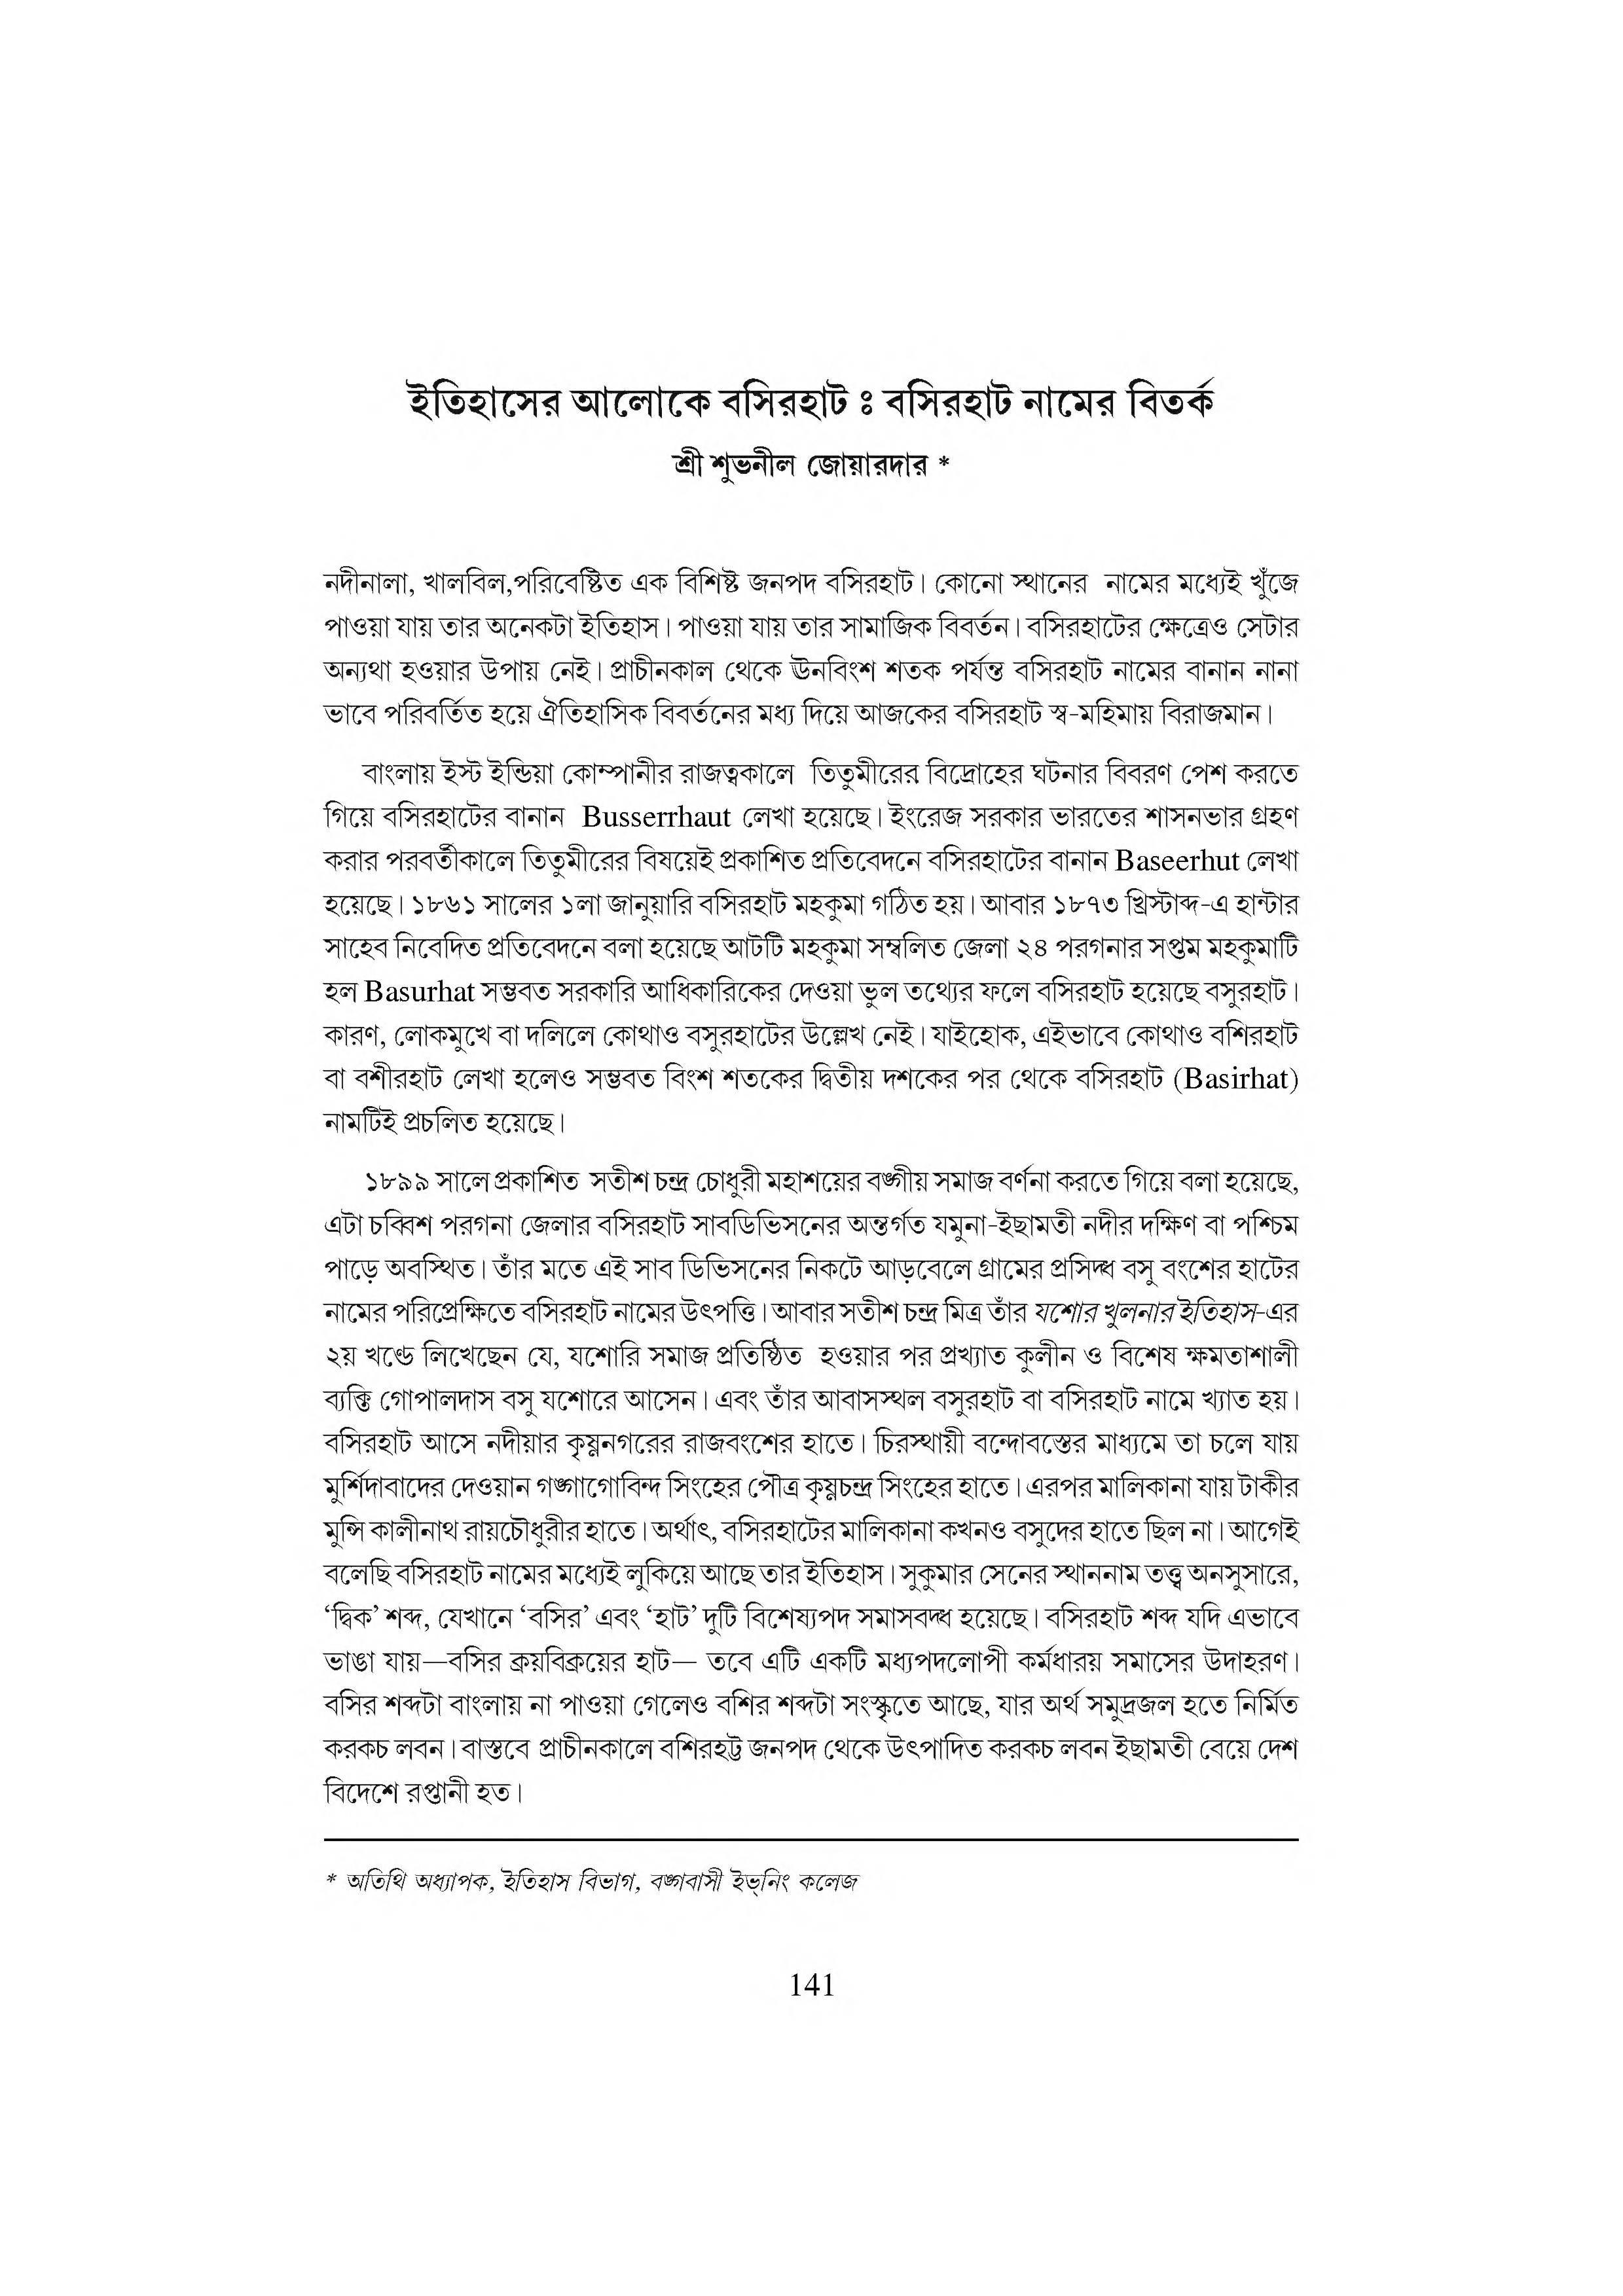 ইতিহাসের আলোকে বসিরহাট ঃ বসিরহাট নামের বিতর্ক
শ্রী শুভনীল জোয়ারদার *
নদীনালা, খালবিল,পরিবেষ্টিত এক বিশিষ্ট জনপদ বসিরহাট। কোনো স্থানের নামের মধ্যেই খুঁজে
পাওয়া যায় তার অনেকটা ইতিহাস। পাওয়া যায় তার সামাজিক বিবর্তন। বসিরহাটের ক্ষেত্রেও সেটার
অন্যথা হওয়ার উপায় নেই। প্রাচীনকাল থেকে ঊনবিংশ শতক পর্যন্ত বসিরহাট নামের বানান নানা
ভাবে পরিবর্তিত হয়ে ঐতিহাসিক বিবর্তনের মধ্য দিয়ে আজকের বসিরহাট স্ব-মহিমায় বিরাজমান।
বাংলায় ইস্ট ইন্ডিয়া কোম্পানীর রাজত্বকালে তিতুমীরের বিদ্রোহের ঘটনার বিবরণ পেশ করতে
গিয়ে বসিরহাটের বানান Busserrhaut লেখা হয়েছে। ইংরেজ সরকার ভারতের শাসনভার গ্রহণ
করার পরবর্তীকালে তিতুমীরের বিষয়েই প্রকাশিত প্রতিবেদনে বসিরহাটের বানান Baseerhut লেখা
হয়েছে। ১৮৬১ সালের ১লা জানুয়ারি বসিরহাট মহকুমা গঠিত হয়। আবার ১৮৭৩ খ্রিস্টাব্দ-এ হান্টার
সাহেব নিবেদিত প্রতিবেদনে বলা হয়েছে আটটি মহকুমা সম্বলিত জেলা ২৪ পরগনার সপ্তম মহকুমাটি
হল Basurhat সম্ভবত সরকারি আধিকারিকের দেওয়া ভুল তথ্যের ফলে বসিরহাট হয়েছে বসুরহাট।
কারণ, লোকমুখে বা দলিলে কোথাও বসুরহাটের উল্লেখ নেই। যাইহোক, এইভাবে কোথাও বশিরহাট
বা বশীরহাট লেখা হলেও সম্ভবত বিংশ শতকের দ্বিতীয় দশকের পর থেকে বসিরহাট (Basirhat)
নামটিই প্রচলিত হয়েছে।
১৮৯৯ সালে প্রকাশিত সতীশ চন্দ্র চোধুরী মহাশয়ের বঙ্গীয় সমাজ বর্ণনা করতে গিয়ে বলা হয়েছে,
এটা চব্বিশ পরগনা জেলার বসিরহাট সাবডিভিসনের অন্তর্গত যমুনা-ইছামতী নদীর দক্ষিণ বা পশ্চিম
পাড়ে অবস্থিত। তাঁর মতে এই সাব ডিভিসনের নিকটে আড়বেলে গ্রামের প্রসিদ্ধ বসু বংশের হাটের
নামের পরিপ্রেক্ষিতে বসিরহাট নামের উৎপত্তি। আবার সতীশ চন্দ্র মিত্র তাঁর যশোর খুলনার ইতিহাস-এর
২য় খণ্ডে লিখেছেন যে, যশোরি সমাজ প্রতিষ্ঠিত হওয়ার পর প্রখ্যাত কুলীন ও বিশেষ ক্ষমতাশালী
ব্যক্তি গোপালদাস বসু যশোরে আসেন। এবং তাঁর আবাসস্থল বসুরহাট বা বসিরহাট নামে খ্যাত হয়।
বসিরহাট আসে নদীয়ার কৃষ্ণনগরের রাজবংশের হাতে। চিরস্থায়ী বন্দোবস্তের মাধ্যমে তা চলে যায়
মুর্শিদাবাদের দেওয়ান গঙ্গাগোবিন্দ সিংহের পৌত্র কৃষ্ণচন্দ্র সিংহের হাতে। এরপর মালিকানা যায় টাকীর
মুন্সি কালীনাথ রায়চৌধুরীর হাতে। অর্থাৎ, বসিরহাটের মালিকানা কখনও বসুদের হাতে ছিল না। আগেই
বলেছি বসিরহাট নামের মধ্যেই লুকিয়ে আছে তার ইতিহাস। সুকুমার সেনের স্থাননাম তত্ত্ব অনসুসারে,
‘দ্বিক’ শব্দ, যেখানে ‘বসির’ এবং ‘হাট’ দুটি বিশেষ্যপদ সমাসবদ্ধ হয়েছে। বসিরহাট শব্দ যদি এভাবে
ভাঙা যায়—বসির ক্রয়বিক্রয়ের হাট— তবে এটি একটি মধ্যপদলোপী কর্মধারয় সমাসের উদাহরণ।
বসির শব্দটা বাংলায় না পাওয়া গেলেও বশির শব্দটা সংস্কৃতে আছে, যার অর্থ সমুদ্রজল হতে নির্মিত
করকচ লবন। বাস্তবে প্রাচীনকালে বশিরহট্ট জনপদ থেকে উৎপাদিত করকচ লবন ইছামতী বেয়ে দেশ
বিদেশে রপ্তানী হত।
* অতিথি অধ্যাপক, ইতিহাস বিভাগ, বঙ্গবাসী ইভ্‌নিং কলেজ
141